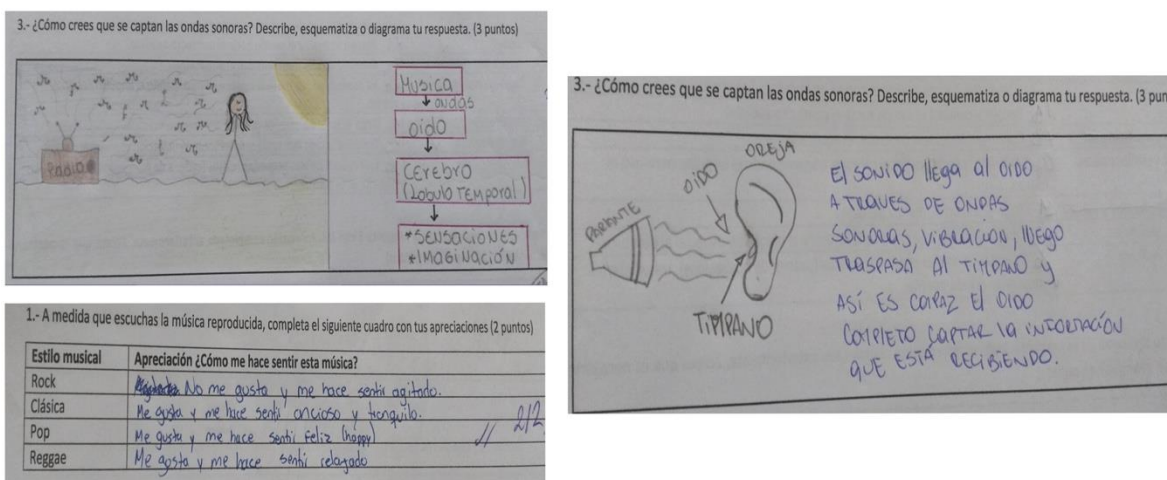 3.- ¿Cómo crees que se captan las ondas sonoras? Describe, esquematiza o diagrama tu respuesta. (3 puntos)
RADIO
MUSICA
ondas
oido
CEREBRO
(LOBULO TEMPORAL)
*SENSACIONES
*IMAGINACIÓN
1.- A medida que escuchas la música reproducida, completa el siguiente cuadro con tus apreciaciones (2 puntos)
Estilo musical Apreciación ¿Cómo me hace sentir esta música?
Rock No me gusta y me hace sentir agitado.
Clásica Me gusta y me hace senti ancioso y tranquilo.
Pop Me gusta y me hace sentir feliz (happy)
Reggae Me gusta y me hace sentir relajado
2/2
3.- ¿Cómo crees que se captan las ondas sonoras? Describe, esquematiza o diagrama tu respuesta. (3 pun
PARLANTE
OIDO
OREJA
TIMPANO
El SONIDO llega al OIDO
A TRAVES DE ONDAS
SONORAS, VIBRACION, llEGO
TRASPASA Al TIMPANO y
ASÍ ES CAPAZ El OIDO
COMPLETO CAPTAR lA INFORMACIÓN
QUE ESTÁ RECIBIENDO.